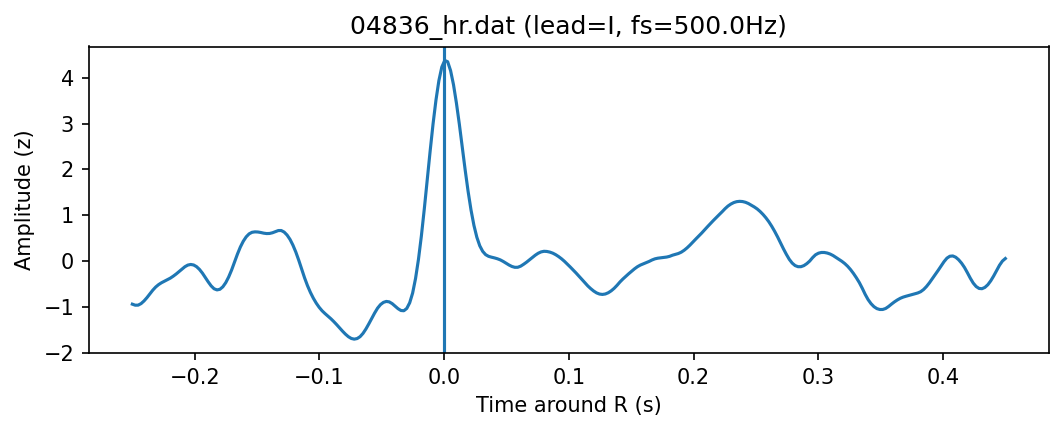 04836_hr.dat (lead=I, fs=500.0Hz)
Amplitude (z)
4
3
2
1
0
−1
−2
−0.2 −0.1 0.0 0.1 0.2 0.3 0.4
Time around R (s)